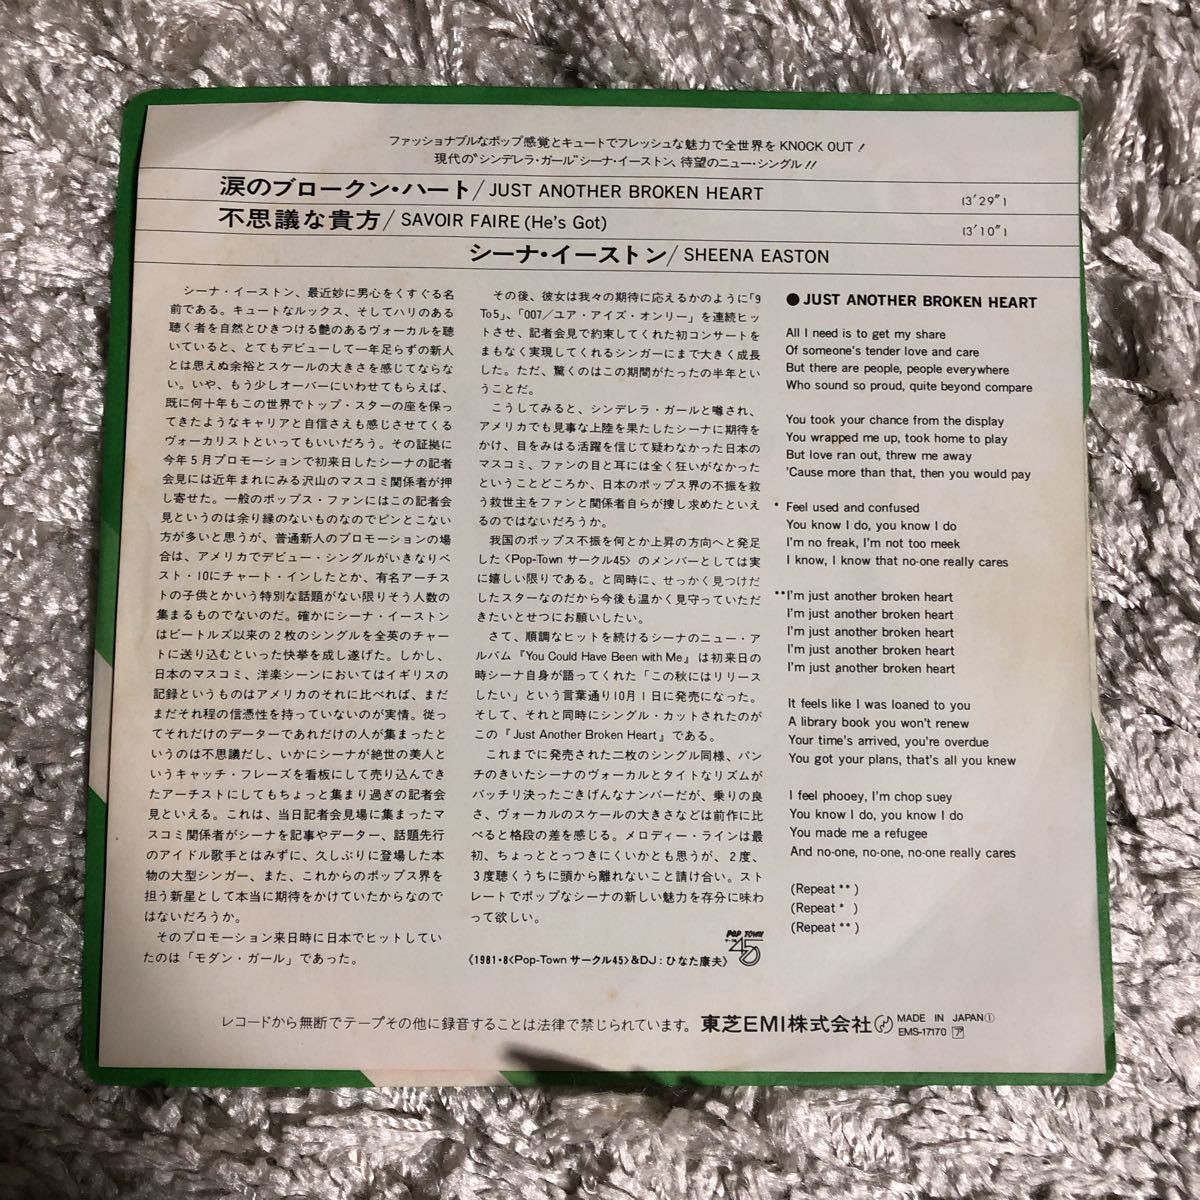 ファッショナブルなポップ感覚とキュートでフレッシュな魅力で全世界をKNOCK OUT!
現代の"シンデレラ・ガール"シーナ・イーストン、待望のニュー・シングル!!
涙のブロークン・ハート/JUST ANOTHER BROKEN HEART (3′29″)
不思議な貴方/SAVOIR FAIRE (He's Got) (3′10″)
シーナ・イーストン/SHEENA EASTON
シーナ・イーストン、最近妙に男心をくすぐる名
前である。キュートなルックス、そしてハリのある
聴く者を自然とひきつける艶のあるヴォーカルを聴
いていると、とてもデビューして一年足らずの新人
とは思えぬ余裕とスケールの大きさを感じてならな
い。いや、もう少しオーバーにいわせてもらえば、
既に何十年もこの世界でトップ・スターの座を保っ
てきたようなキャリアと自信さえも感じさせてくる
ヴォーカリストといってもいいだろう。その証拠に
今年5月プロモーションで初来日したシーナの記者
会見には近年まれにみる沢山のマスコミ関係者が押
し寄せた。一般のポップス・ファンにはこの記者会
見というのは余り縁のないものなのでピンとこない
方が多いと思うが、普通新人のプロモーションの場
合は、アメリカでデビュー・シングルがいきなりベ
スト・10にチャート・インしたとか、有名アーチス
トの子供とかいう特別な話題がない限りそう人数の
集まるものでないのだ。確かにシーナ・イーストン
はビートルズ以来の2枚のシングルを全英のチャー
トに送り込むといった快挙を成し遂げた。しかし、
日本のマスコミ、洋楽シーンにおいてはイギリスの
記録というものはアメリカのそれに比べれば、まだ
まだそれ程の信憑性を持っていないのが実情。従っ
てそれだけのデーターであれだけの人が集まったと
いうのは不思議だし、いかにシーナが絶世の美人と
いうキャッチ・フレーズを看板にして売り込んでき
たアーチストにしてもちょっと集まり過ぎの記者会
見といえる。これは、当日記者会見場に集まったマ
スコミ関係者がシーナを記事やデーター、話題先行
のアイドル歌手とはみずに、久しぶりに登場した本
物の大型シンガー、また、これからのポップス界を
担う新星として本当に期待をかけていたからなので
はないだろうか。
そのプロモーション来日時に日本でヒットしてい
たのは「モダン・ガール」であった。
その後、彼女は我々の期待に応えるかのように「9
To5」、「007/ユア・アイズ・オンリー」を連続ヒッ
トさせ、記者会見で約束してくれた初コンサートを
まもなく実現してくれるシンガーにまで大きく成長
した。ただ、驚くのはこの期間がたったの半年とい
うことだ。
こうしてみると、シンデレラ・ガールと噂され、
アメリカでも見事な上陸を果たしたシーナに期待を
かけ、目をみはる活躍を信じて疑わなかった日本の
マスコミ、ファンの目と耳には全く狂いがなかった
ということどころか、日本のポップス界の不振を救
う救世主をファンと関係者自らが捜し求めたといえ
るのではないだろうか。
我国のポップス不振を何とか上昇の方向へと発足
した〈Pop-Town サークル45〉のメンバーとしては実
に嬉しい限りである。と同時に、せっかく見つけだ
したスターなのだから今後も温かく見守っていただ
きたいとせつにお願いしたい。
さて、順調なヒットを続けるシーナのニュー・ア
ルバム『You Could Have Been with Me』は初来日の
時シーナ自身が語ってくれた「この秋にはリリース
したい」という言葉通り10月1日に発売になった。
そして、それと同時にシングル・カットされたのが
この『Just Another Broken Heart』である。
これまでに発売された二枚のシングル同様、パン
チのきいたシーナのヴォーカルとタイトなリズムが
バッチリ決ったごきげんなナンバーだが、乗りの良
さ、ヴォーカルのスケールの大きさなどは前作に比
べると格段の差を感じる。メロディー・ラインは最
初、ちょっととっつきにくいかとも思うが、2度、
3度聴くうちに頭から離れないこと請け合い。スト
レートでポップなシーナの新しい魅力を存分に味わ
って欲しい。
POP TOWN
45
《1981・8〈Pop-Town サークル45〉&DJ:ひなた康夫》
●JUST ANOTHER BROKEN HEART
All I need is to get my share
Of someone's tender love and care
But there are people, people everywhere
Who sound so proud, quite beyond compare
You took your chance from the display
You wrapped me up, took home to play
But love ran out, threw me away
'Cause more than that, then you would pay
* Feel used and confused
You know I do, you know I do
I'm no freak, I'm not too meek
I know, I know that no-one really cares
**I'm just another broken heart
I'm just another broken heart
I'm just another broken heart
I'm just another broken heart
I'm just another broken heart
It feels like I was loaned to you
A library book you won't renew
Your time's arrived, you're overdue
You got your plans, that's all you knew
I feel phooey, I'm chop suey
You know I do, you know I do
You made me a refugee
And no-one, no-one, no-one really cares
(Repeat **)
(Repeat * )
(Repeat **)
レコードから無断でテープその他に録音することは法律で禁じられています。東芝EMI株式会社 MADE IN JAPAN①
EMS-17170 ア